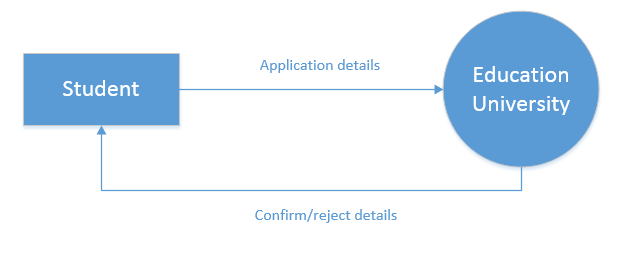 Application details
Student
Education
University
Confirm/reject details